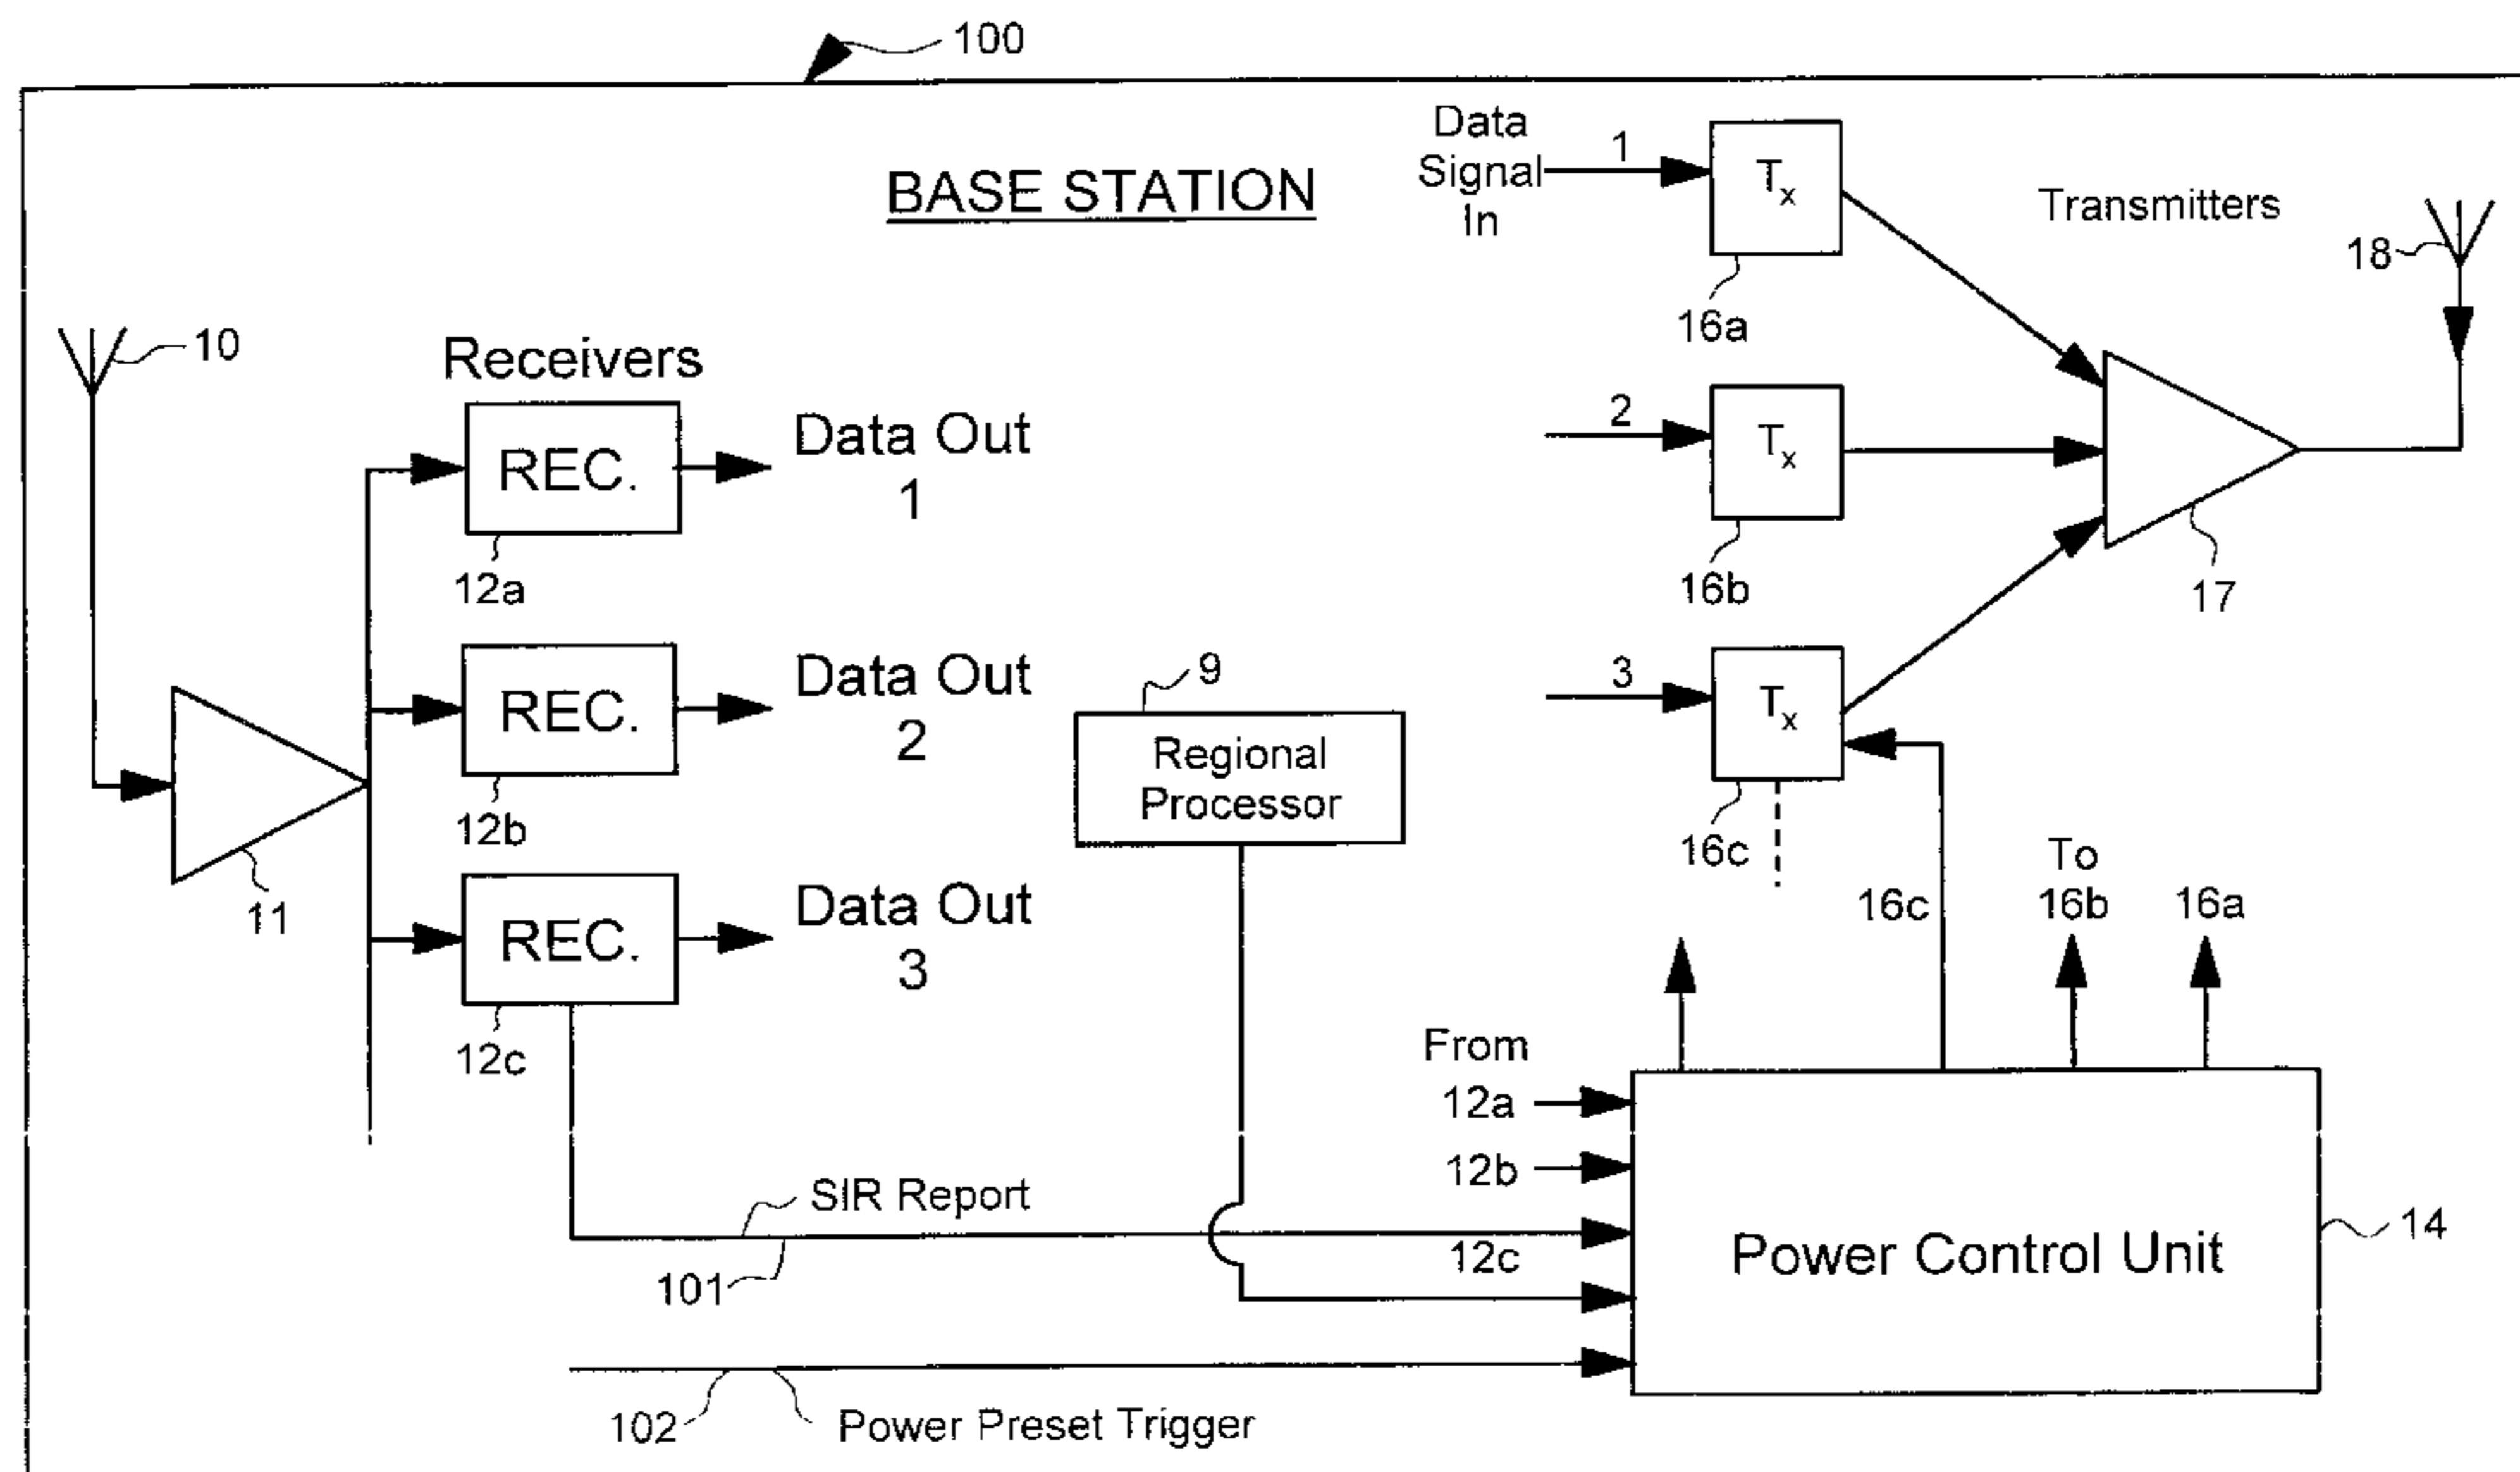 100
BASE STATION
Data
Signal
In
1
Tx
Transmitters
18
16a
10
Receivers
REC.
Data Out
1
12a
2
Tx
16b
17
REC.
Data Out
2
12b
9
Regional
Processor
3
Tx
16c
11
REC.
Data Out
3
12c
16c
To
16b
16a
From
12a
12b
SIR Report
12c
101
Power Control Unit
14
102
Power Preset Trigger